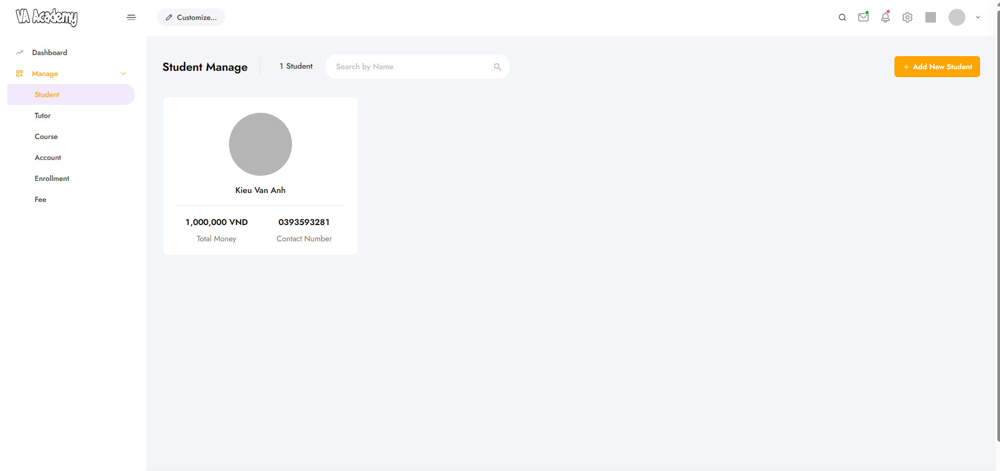 VA Academy
Customize...
Dashboard
Manage
Student
Tutor
Course
Account
Enrollment
Fee
Student Manage
1 Student
Search by Name
+ Add New Student
Kieu Van Anh
1,000,000 VND
0393593281
Total Money
Contact Number